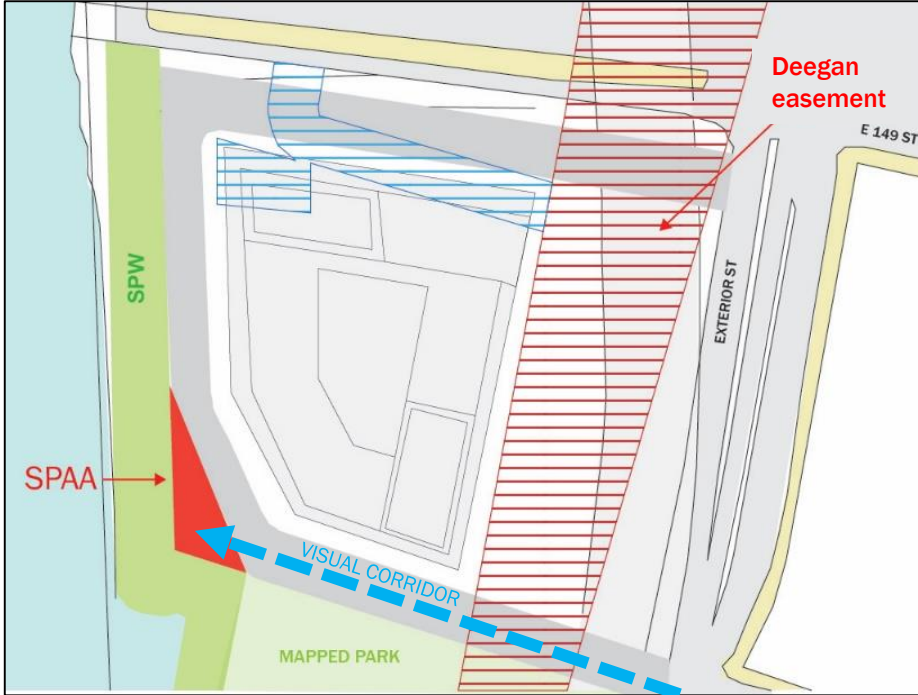 Deegan
easement
E 149 ST
SPW
EXTERIOR ST
SPAA
VISUAL CORRIDOR
MAPPED PARK